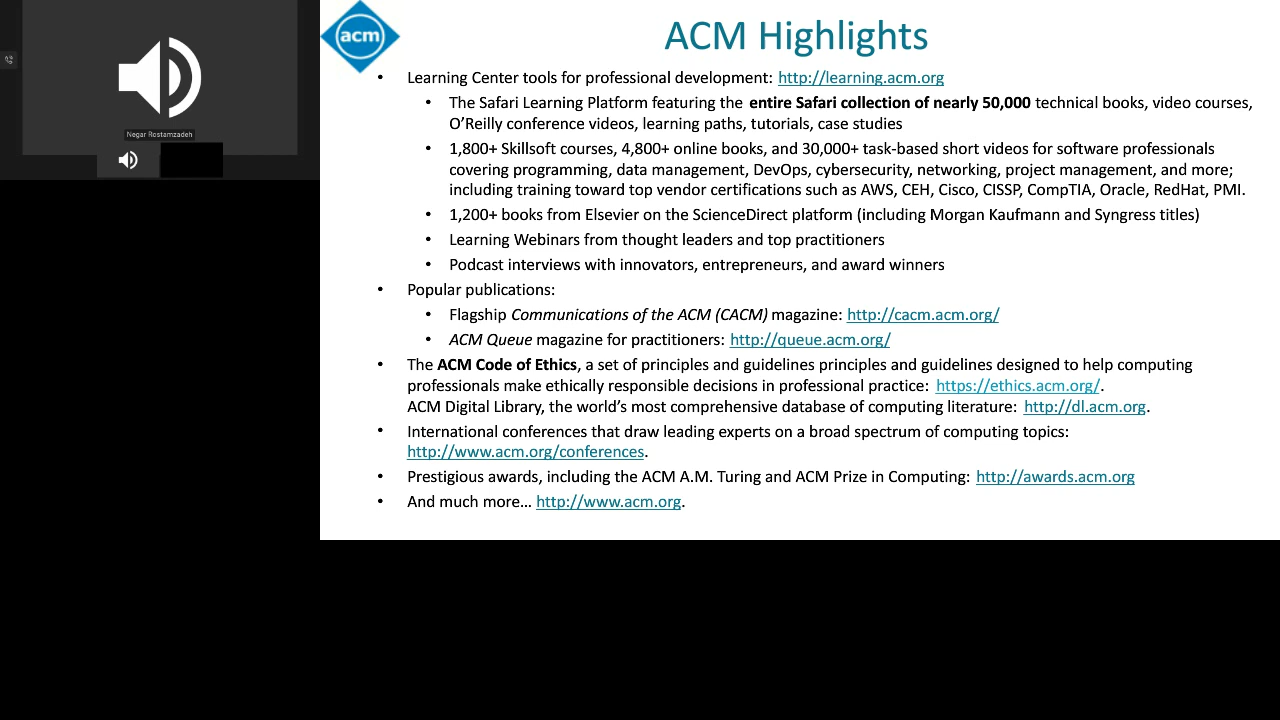 Negar Rostamzadeh
acm
ACM Highlights
• Learning Center tools for professional development: http://learning.acm.org
• The Safari Learning Platform featuring the entire Safari collection of nearly 50,000 technical books, video courses,
O’Reilly conference videos, learning paths, tutorials, case studies
• 1,800+ Skillsoft courses, 4,800+ online books, and 30,000+ task-based short videos for software professionals
covering programming, data management, DevOps, cybersecurity, networking, project management, and more;
including training toward top vendor certifications such as AWS, CEH, Cisco, CISSP, CompTIA, Oracle, RedHat, PMI.
• 1,200+ books from Elsevier on the ScienceDirect platform (including Morgan Kaufmann and Syngress titles)
• Learning Webinars from thought leaders and top practitioners
• Podcast interviews with innovators, entrepreneurs, and award winners
• Popular publications:
• Flagship Communications of the ACM (CACM) magazine: http://cacm.acm.org/
• ACM Queue magazine for practitioners: http://queue.acm.org/
• The ACM Code of Ethics, a set of principles and guidelines principles and guidelines designed to help computing
professionals make ethically responsible decisions in professional practice: https://ethics.acm.org/.
ACM Digital Library, the world’s most comprehensive database of computing literature: http://dl.acm.org.
• International conferences that draw leading experts on a broad spectrum of computing topics:
http://www.acm.org/conferences.
• Prestigious awards, including the ACM A.M. Turing and ACM Prize in Computing: http://awards.acm.org
• And much more… http://www.acm.org.